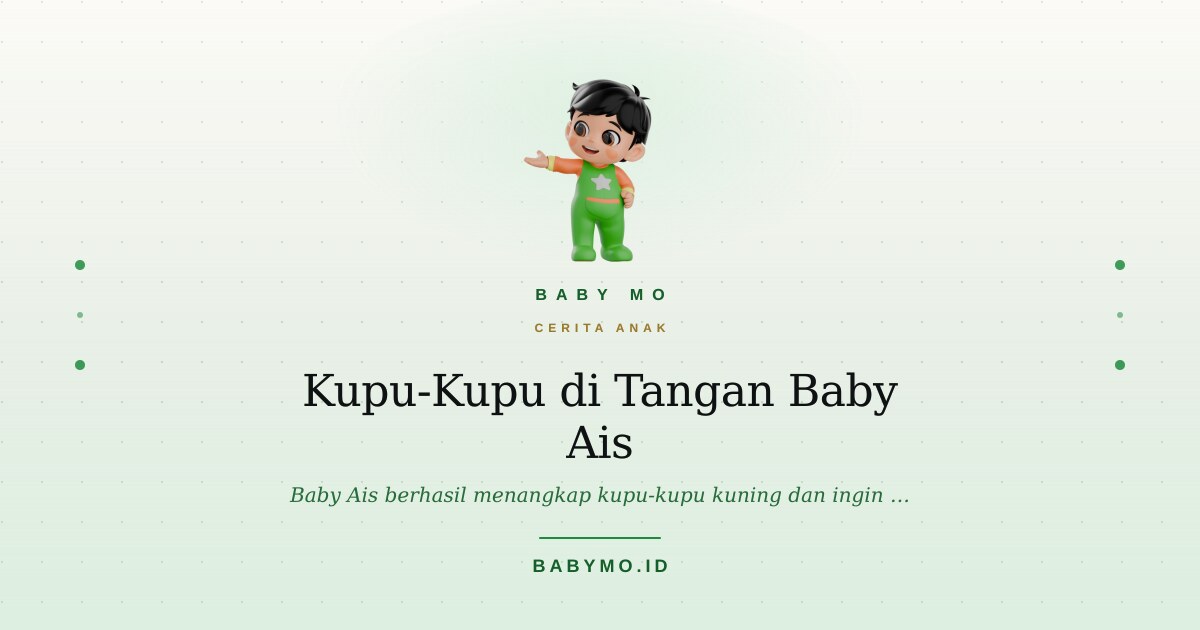 BABY MO
CERITA ANAK
Kupu-Kupu di Tangan Baby
Ais
Baby Ais berhasil menangkap kupu-kupu kuning dan ingin ...
BABYMO.ID